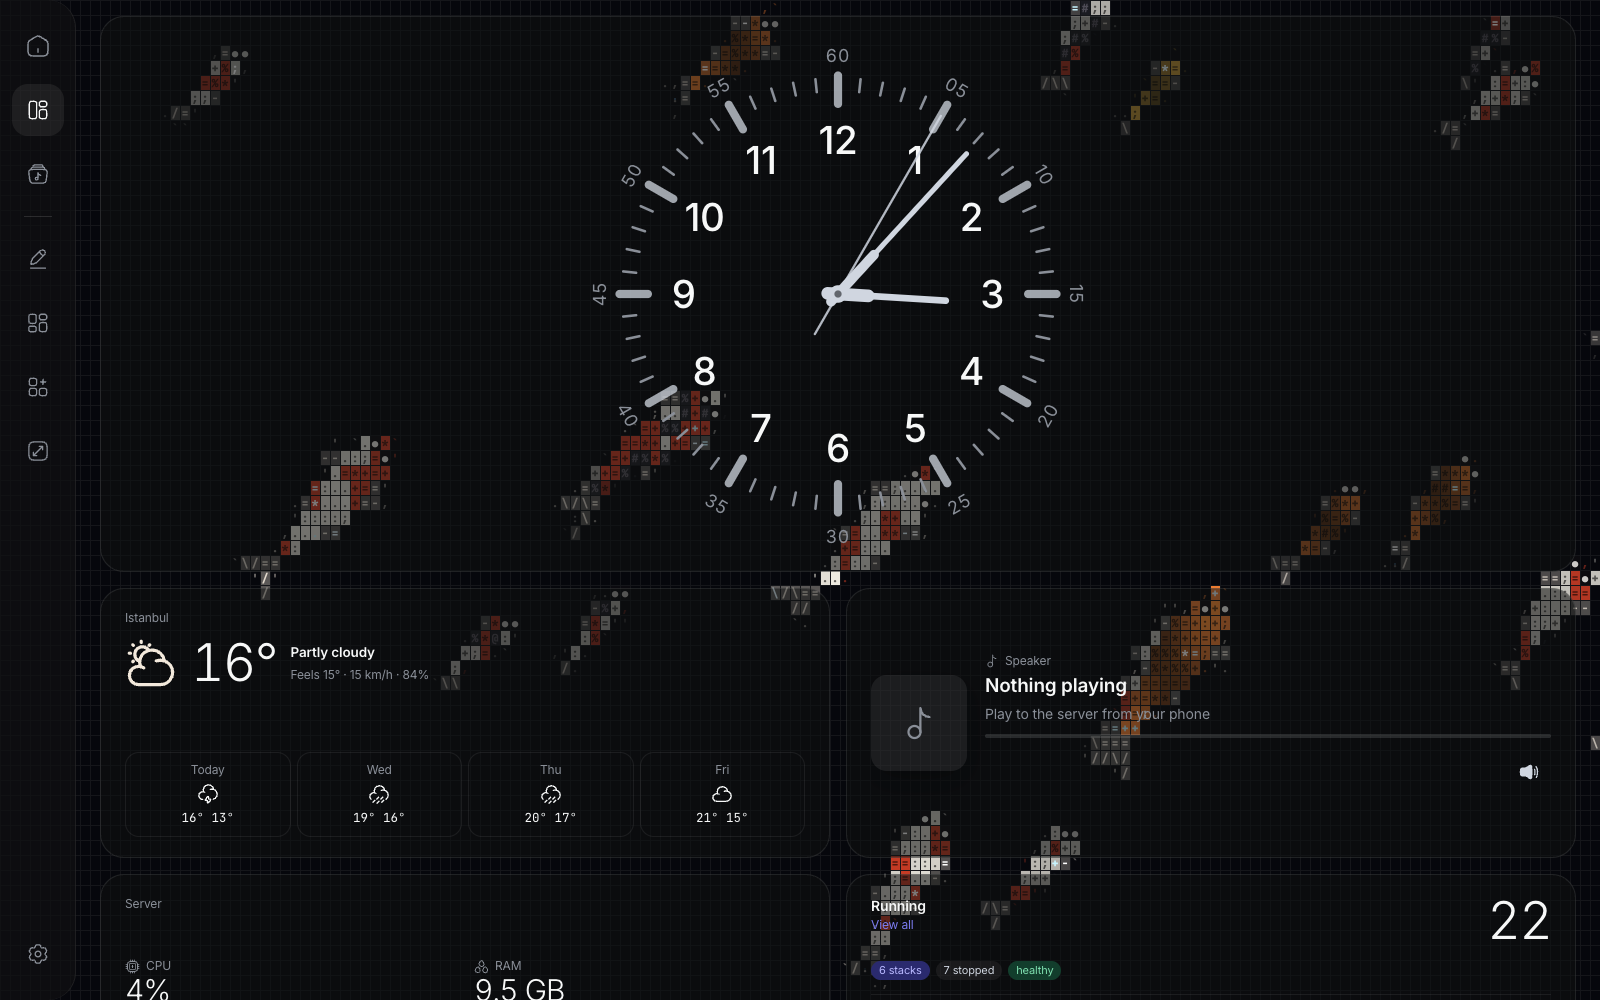 60
55
05
12
11
1
50
10
10
2
45
9
3
15
8
4
40
20
7
5
6
35
25
30
Istanbul
16°
Partly cloudy
Feels 15° · 15 km/h · 84%
Today
16° 13°
Wed
19° 16°
Thu
20° 17°
Fri
21° 15°
Speaker
Nothing playing
Play to the server from your phone
Server
CPU
4%
RAM
9.5 GB
Running
View all
22
6 stacks
7 stopped
healthy